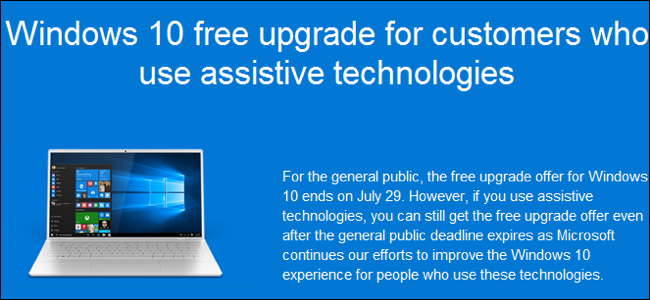 Windows 10 free upgrade for customers who
use assistive technologies
For the general public, the free upgrade offer for Windows
10 ends on July 29. However, if you use assistive
technologies, you can still get the free upgrade offer even
after the general public deadline expires as Microsoft
continues our efforts to improve the Windows 10
experience for people who use these technologies.